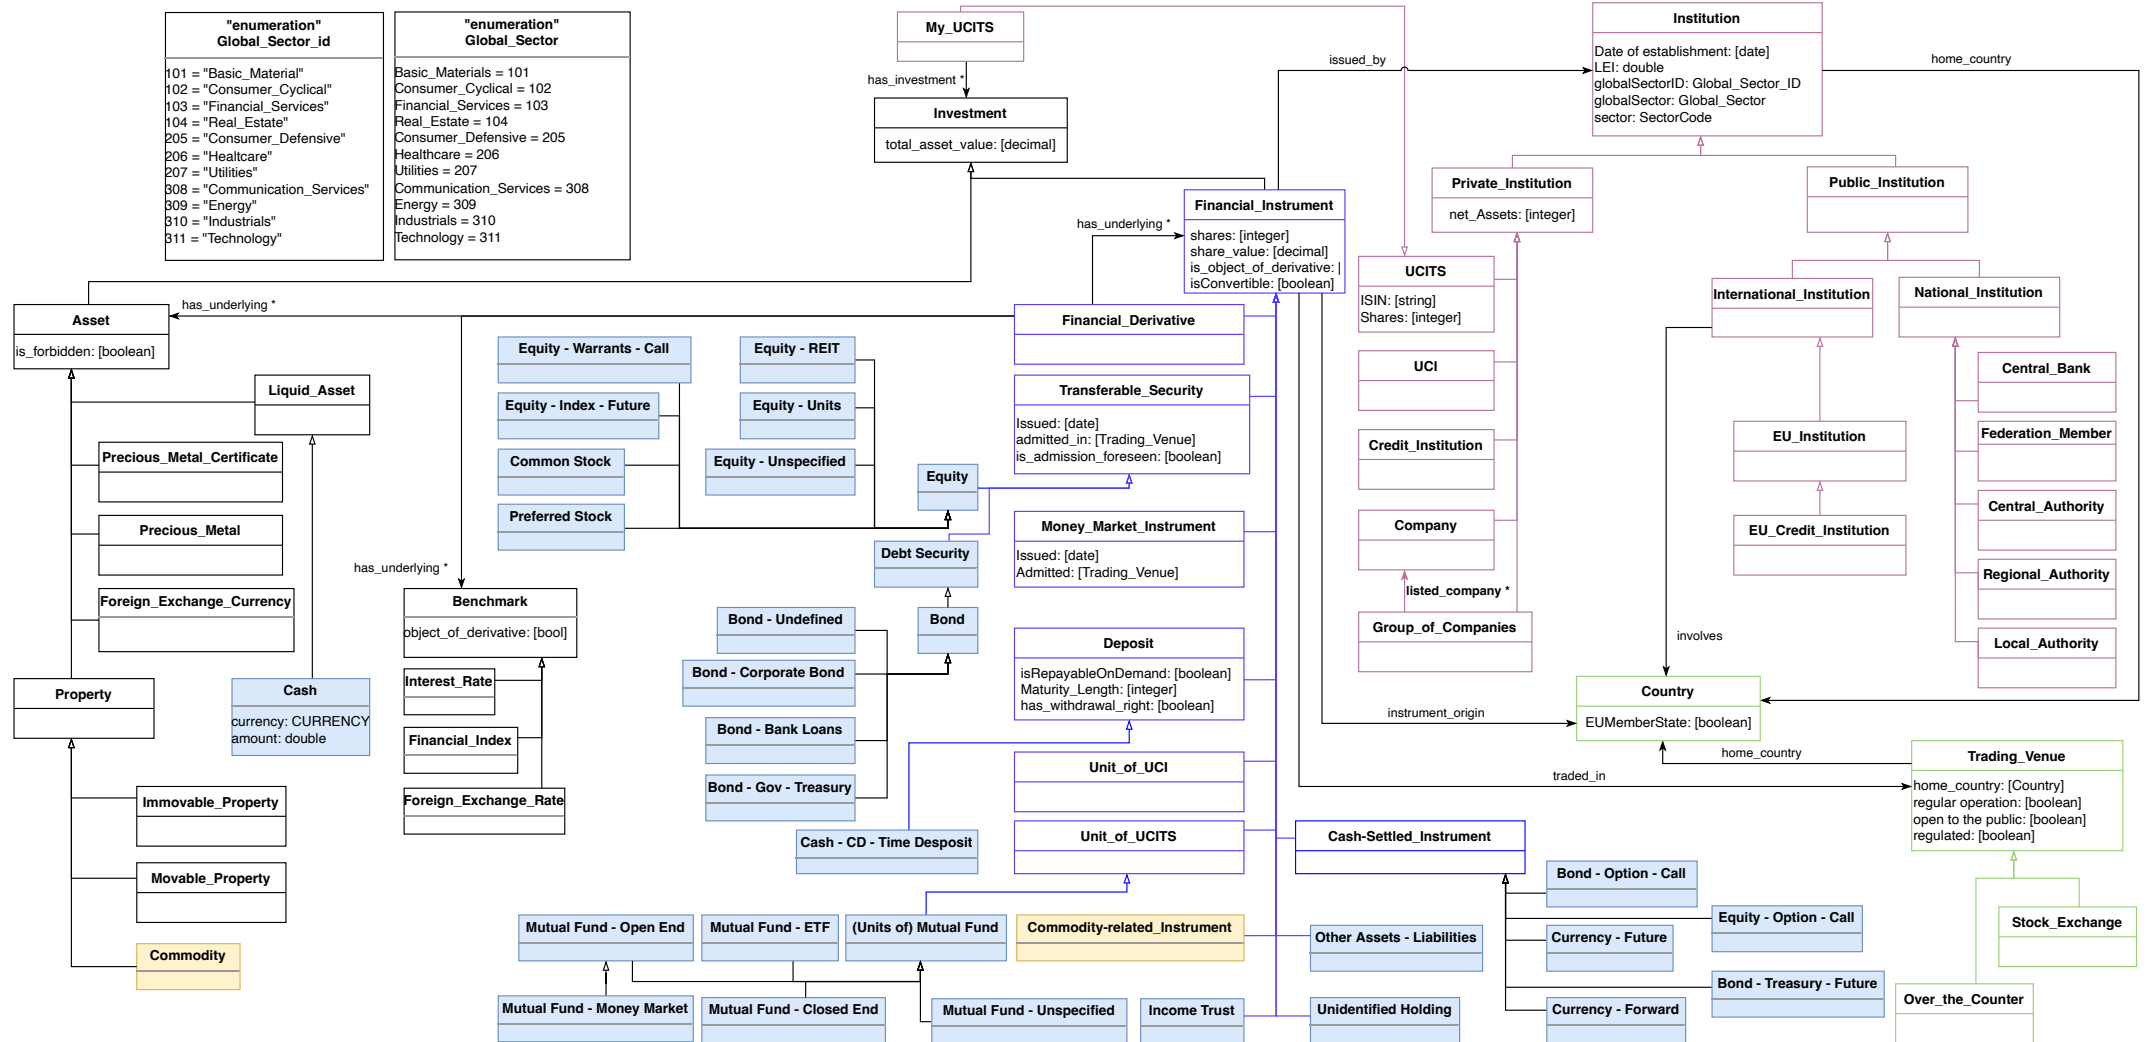 "enumeration"
Global_Sector_id
101 = "Basic_Material"
102 = "Consumer_Cyclical"
103 = "Financial_Services"
104 = "Real_Estate"
205 = "Consumer_Defensive"
206 = "Healtcare"
207 = "Utilities"
308 = "Communication_Services"
309 = "Energy"
310 = "Industrials"
311 = "Technology"
"enumeration"
Global_Sector
Basic_Materials = 101
Consumer_Cyclical = 102
Financial_Services = 103
Real_Estate = 104
Consumer_Defensive = 205
Healthcare = 206
Utilities = 207
Communication_Services = 308
Energy = 309
Industrials = 310
Technology = 311
My_UCITS
has_investment *
Investment
total_asset_value: [decimal]
issued_by
Institution
Date of establishment: [date]
LEI: double
globalSectorID: Global_Sector_ID
globalSector: Global_Sector
sector: SectorCode
home_country
Private_Institution
net_Assets: [integer]
Public_Institution
Financial_Instrument
shares: [integer]
share_value: [decimal]
is_object_of_derivative: [
isConvertible: [boolean]
has_underlying *
UCITS
ISIN: [string]
Shares: [integer]
International_Institution
National_Institution
has_underlying *
Asset
is_forbidden: [boolean]
Financial_Derivative
Equity - Warrants - Call
Equity - REIT
Equity - Index - Future
Equity - Units
Common Stock
Equity - Unspecified
Preferred Stock
Equity
Transferable_Security
Issued: [date]
admitted_in: [Trading_Venue]
is_admission_foreseen: [boolean]
UCI
Central_Bank
Liquid_Asset
Credit_Institution
EU_Institution
Federation_Member
Precious_Metal_Certificate
Precious_Metal
Foreign_Exchange_Currency
Money_Market_Instrument
Issued: [date]
Admitted: [Trading_Venue]
Company
EU_Credit_Institution
Central_Authority
Debt Security
has_underlying *
Benchmark
object_of_derivative: [bool]
Bond - Undefined
Bond
listed_company *
Group_of_Companies
Regional_Authority
Local_Authority
involves
Deposit
isRepayableOnDemand: [boolean]
Maturity_Length: [integer]
has_withdrawal_right: [boolean]
Bond - Corporate Bond
Interest_Rate
Property
Cash
currency: CURRENCY
amount: double
Country
EUMemberState: [boolean]
instrument_origin
Bond - Bank Loans
Financial_Index
home_country
Trading_Venue
home_country: [Country]
regular operation: [boolean]
open to the public: [boolean]
regulated: [boolean]
traded_in
Unit_of_UCI
Bond - Gov - Treasury
Foreign_Exchange_Rate
Immovable_Property
Unit_of_UCITS
Cash-Settled_Instrument
Cash - CD - Time Desposit
Movable_Property
Bond - Option - Call
Equity - Option - Call
Stock_Exchange
Mutual Fund - Open End
Mutual Fund - ETF
(Units of) Mutual Fund
Commodity-related_Instrument
Other Assets - Liabilities
Currency - Future
Commodity
Bond - Treasury - Future
Over_the_Counter
Mutual Fund - Money Market
Mutual Fund - Closed End
Mutual Fund - Unspecified
Income Trust
Unidentified Holding
Currency - Forward